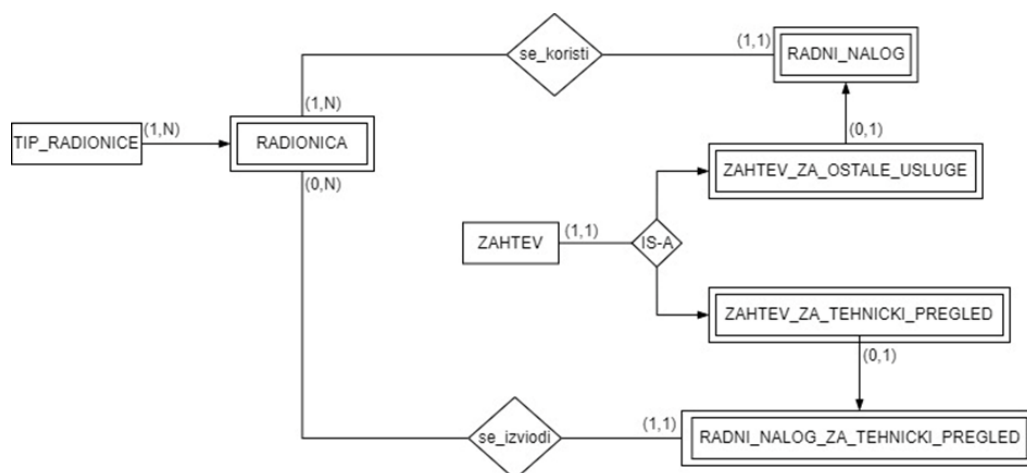 se_koristi
(1,1)
RADNI_NALOG
(1,N)
(0,1)
TIP_RADIONICE
(1,N)
RADIONICA
(0,N)
ZAHTEV_ZA_OSTALE_USLUGE
ZAHTEV
(1,1)
IS-A
ZAHTEV_ZA_TEHNICKI_PREGLED
(0,1)
se_izviodi
(1,1)
RADNI_NALOG_ZA_TEHNICKI_PREGLED